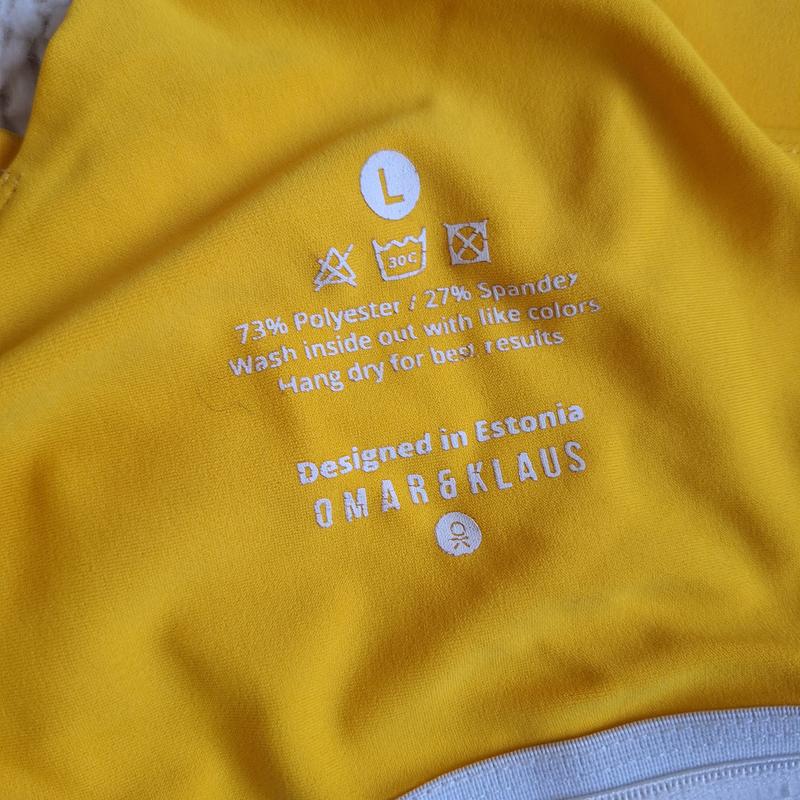 L
30C
73% Polyester / 27% Spandex
Wash inside out with like colors
Hang dry for best results
Designed in Estonia
OMAR&KLAUS